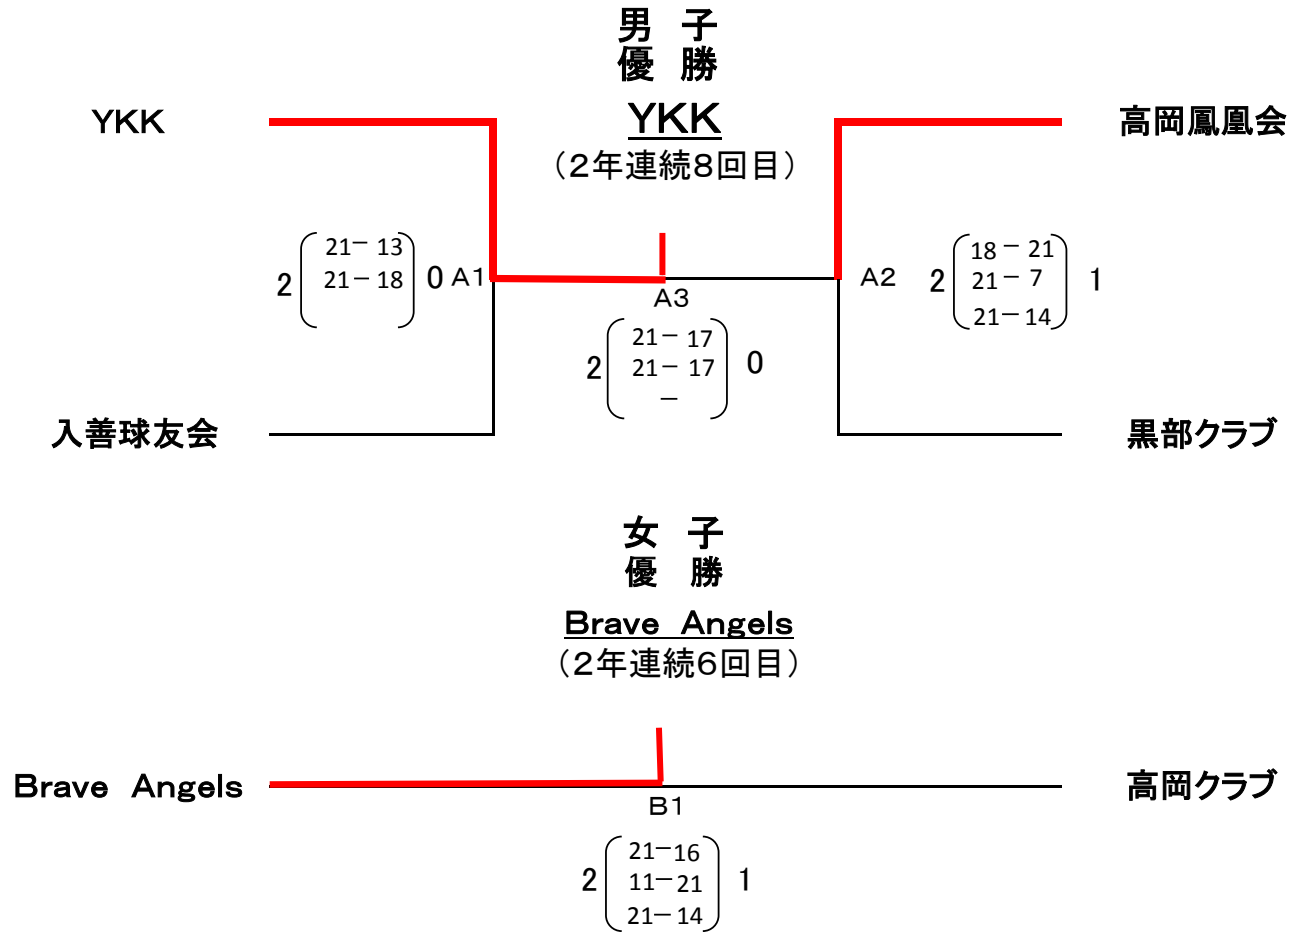 男 子
優 勝
YKK
YKK
高岡鳳凰会
（2年連続8回目）
2 21－13 0 A1
21－18
A2 2 18－21 1
21－7
21－14
A3
2 21－17 0
21－17
－
入善球友会
黒部クラブ
女 子
優 勝
Brave Angels
（2年連続6回目）
Brave Angels
高岡クラブ
B1
2 21－16 1
11－21
21－14